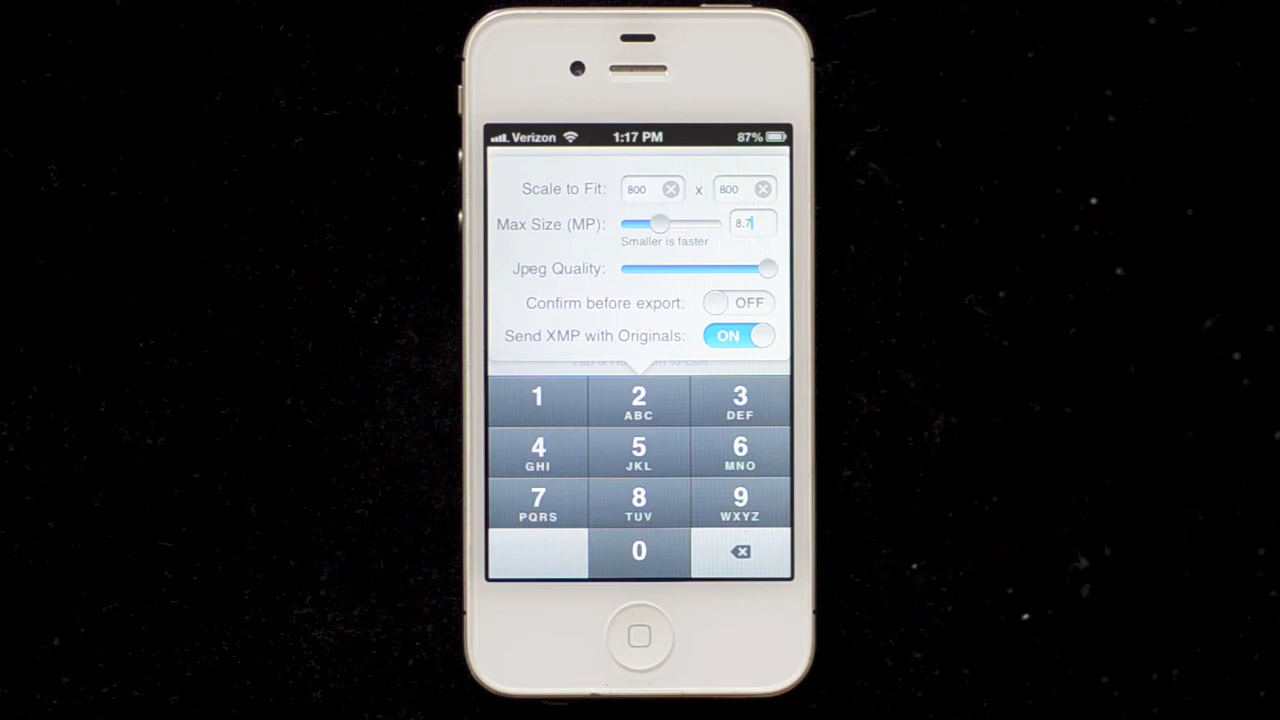 Verizon 1:17 PM 87%
Scale to Fit: 800 x 800
Max Size (MP): 8.7
Smaller is faster
Jpeg Quality:
Confirm before export: OFF
Send XMP with Originals: ON
1 2 3
ABC DEF
4 5 6
GHI JKL MNO
7 8 9
PQRS TUV WXYZ
0